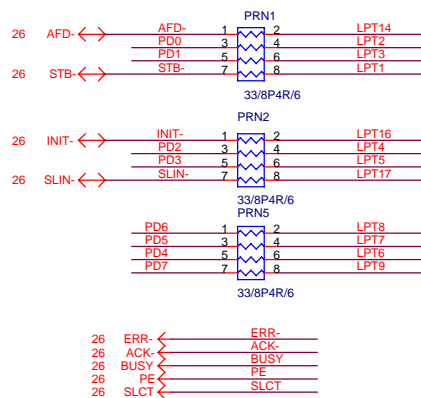 PRN1
26 AFD- AFD- 1 2 LPT14
PD0 3 4 LPT2
PD1 5 6 LPT3
26 STB- STB- 7 8 LPT1
33/8P4R/6
PRN2
26 INIT- INIT- 1 2 LPT16
PD2 3 4 LPT4
PD3 5 6 LPT5
26 SLIN- SLIN- 7 8 LPT17
33/8P4R/6
PRN5
PD6 1 2 LPT8
PD5 3 4 LPT7
PD4 5 6 LPT6
PD7 7 8 LPT9
33/8P4R/6
26 ERR- ERR-
26 ACK- ACK-
26 BUSY BUSY
26 PE PE
26 SLCT SLCT